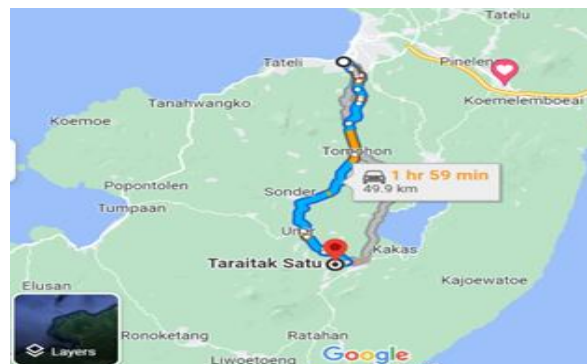 Tatelu
Tateli
Pineleng
Koemelemboeai
Tanahwangko
Koemoe
Tomohon
1 hr 59 min
49.9 km
Popontolen
Sonder
Tumpaan
Kakas
Taraitak Satu
Elusan
Kajoewatoe
Ronoketang
Ratahan
Layers
Liwoetoeng
Google